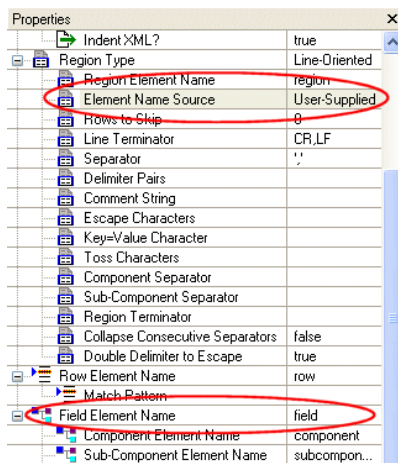 Properties
Indent XML? true
Region Type Line-Oriented
Region Element Name region
Element Name Source User-Supplied
Rows to Skip 0
Line Terminator CR,LF
Separator ','
Delimiter Pairs
Comment String
Escape Characters
Key=Value Character
Toss Characters
Component Separator
Sub-Component Separator
Region Terminator
Collapse Consecutive Separators false
Double Delimiter to Escape true
Row Element Name row
Match Pattern
Field Element Name field
Component Element Name component
Sub-Component Element Name subcompon...